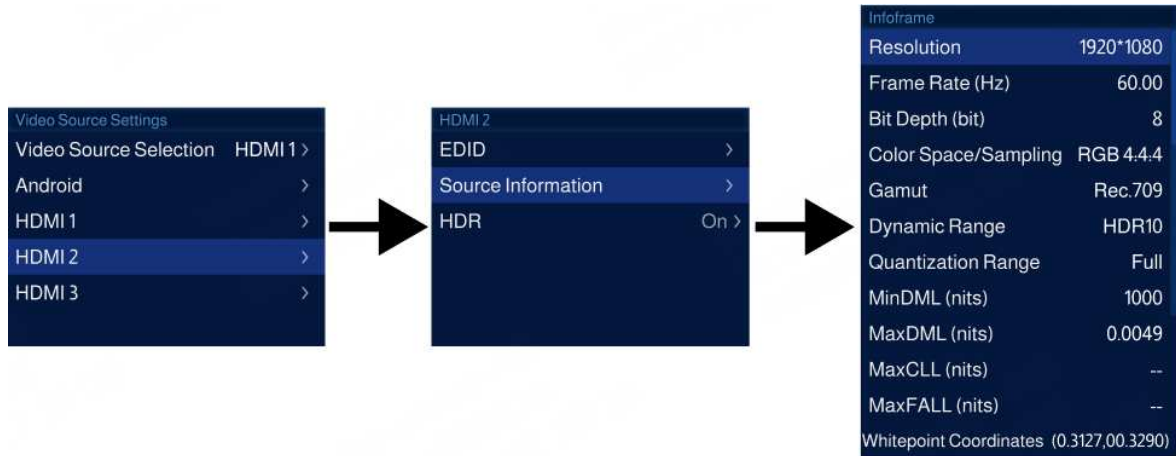 Video Source Settings
Video Source Selection HDMI 1 >
Android >
HDMI 1 >
HDMI 2 >
HDMI 3 >
HDMI 2
EDID >
Source Information >
HDR On >
Infoframe
Resolution 1920*1080
Frame Rate (Hz) 60.00
Bit Depth (bit) 8
Color Space/Sampling RGB 4:4:4
Gamut Rec.709
Dynamic Range HDR10
Quantization Range Full
MinDML (nits) 1000
MaxDML (nits) 0.0049
MaxCLL (nits) --
MaxFALL (nits) --
Whitepoint Coordinates (0.3127,00.3290)